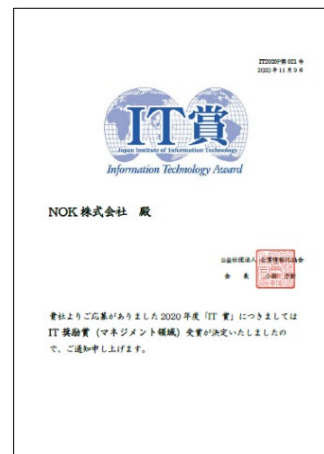 IT2020P第021号
2020年11月9日
IT賞
Japan Institute of Information Technology
Information Technology Award
NOK株式会社 殿
公益社団法人 企業情報化協会
会 長
貴社よりご応募がありました2020年度「IT 賞」につきましては
IT 奨励賞（マネジメント領域）受賞が決定いたしましたの
で、ご通知申し上げます。